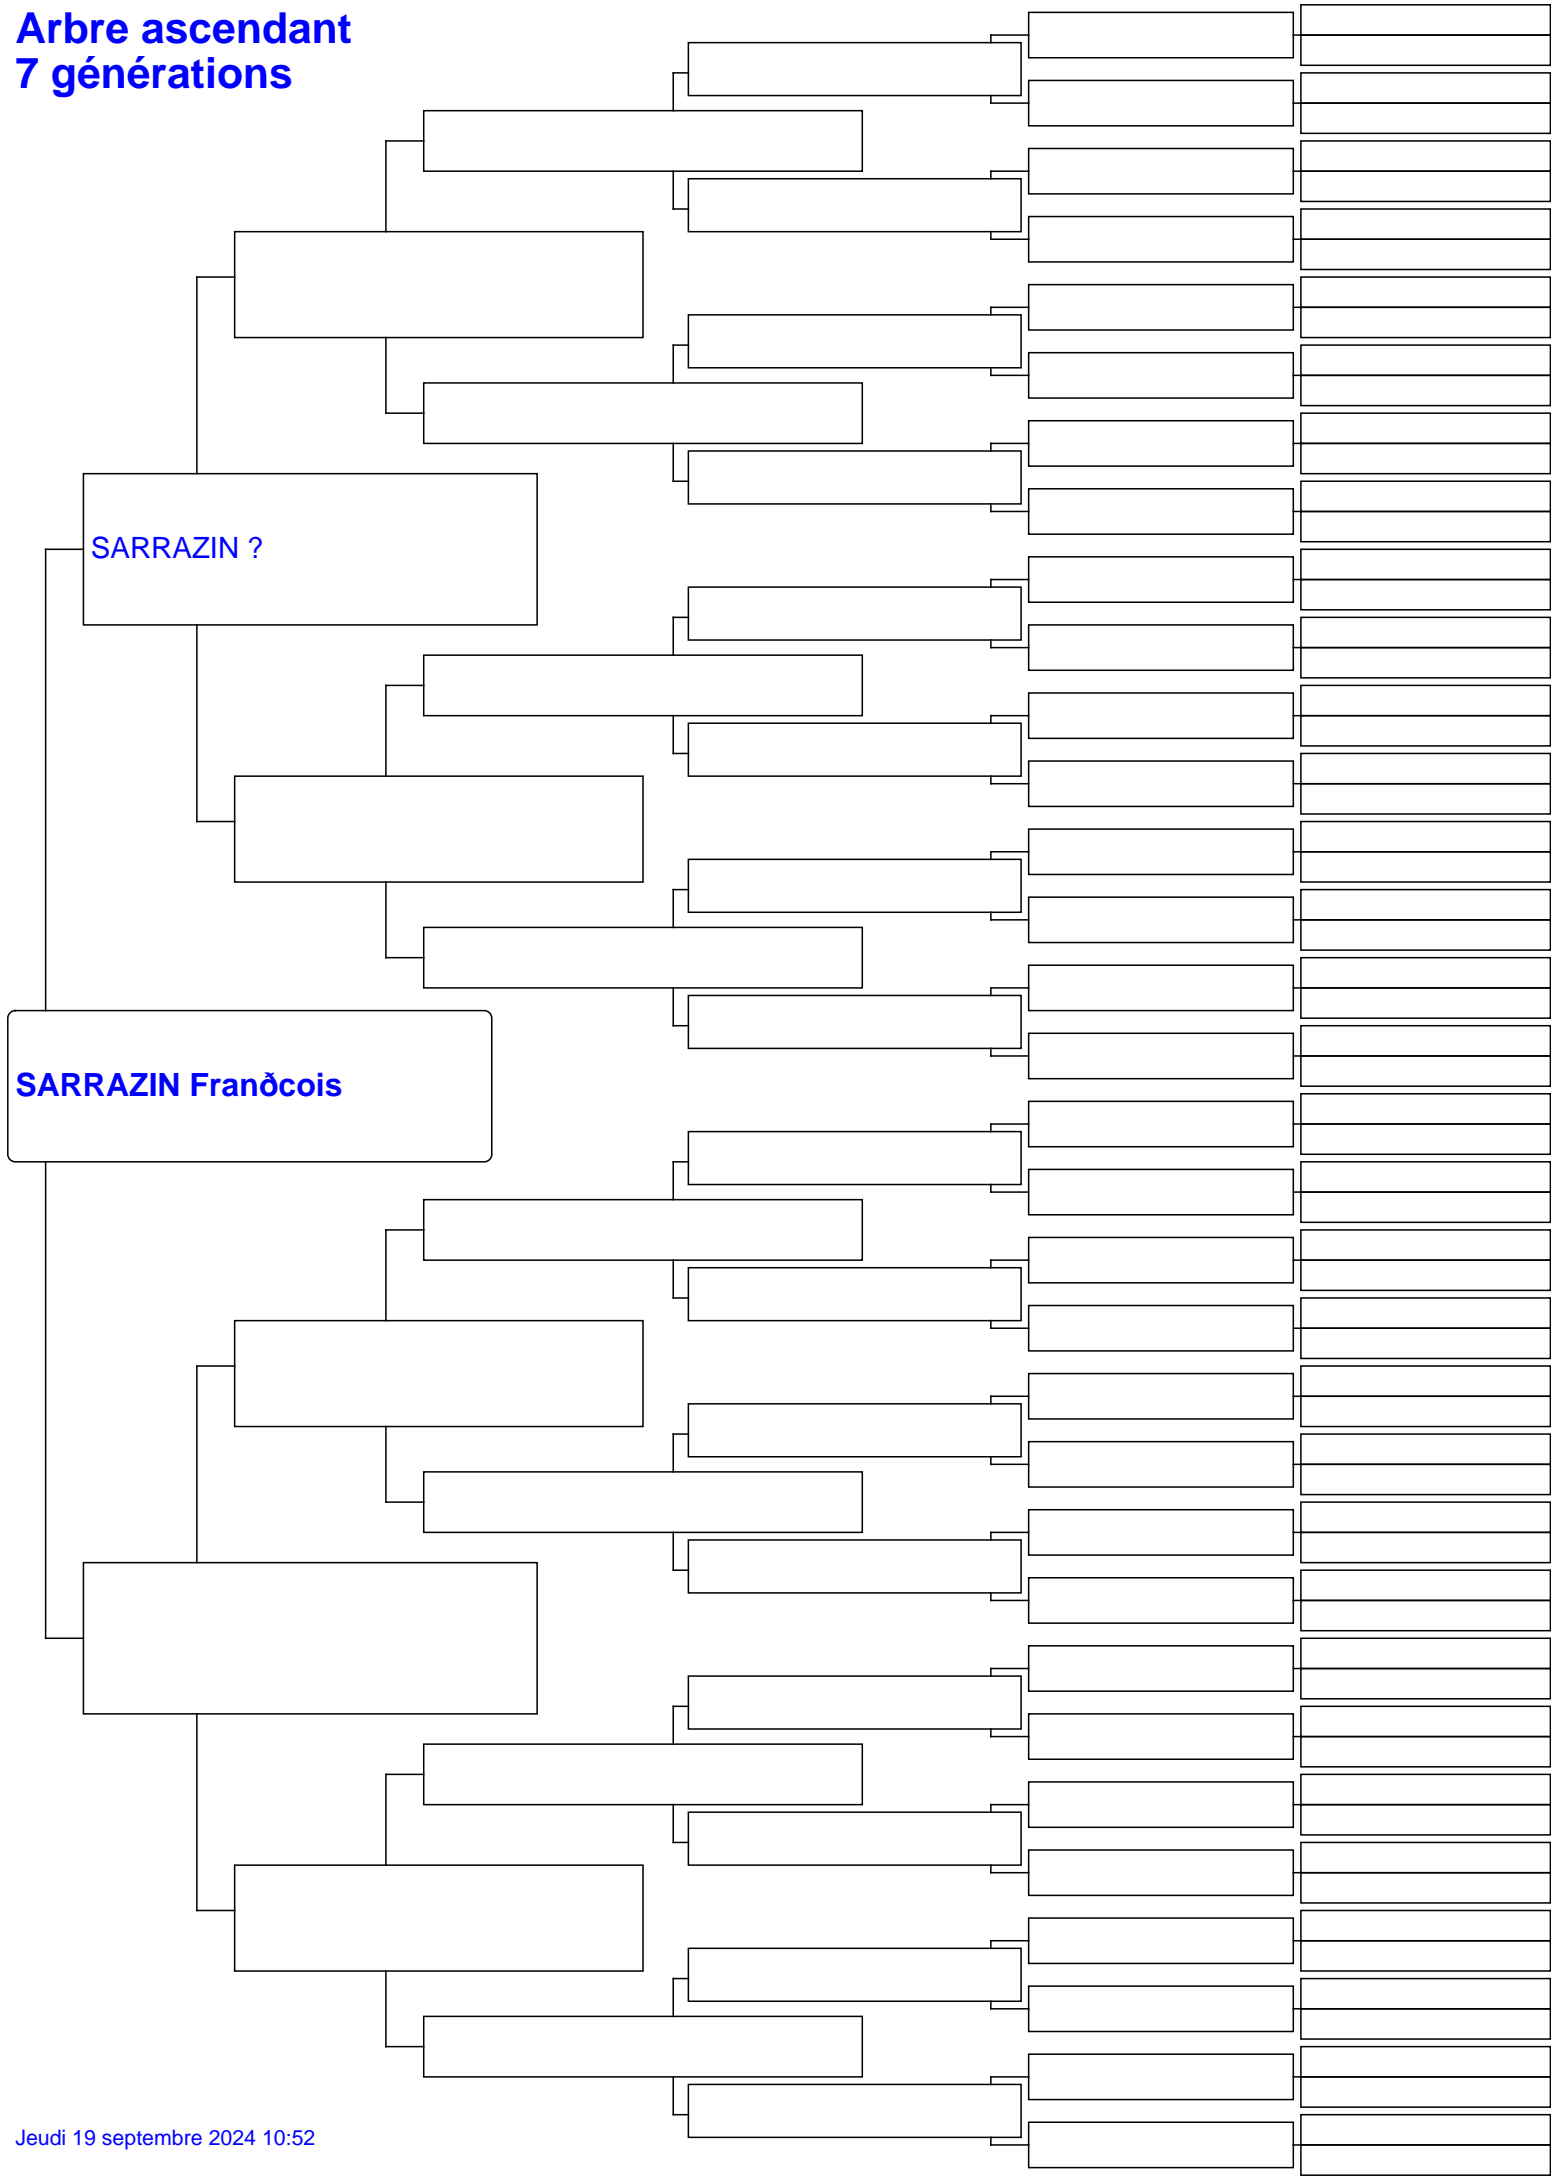 Arbre ascendant
7 générations
SARRAZIN ?
SARRAZIN Franðcois
Jeudi 19 septembre 2024 10:52